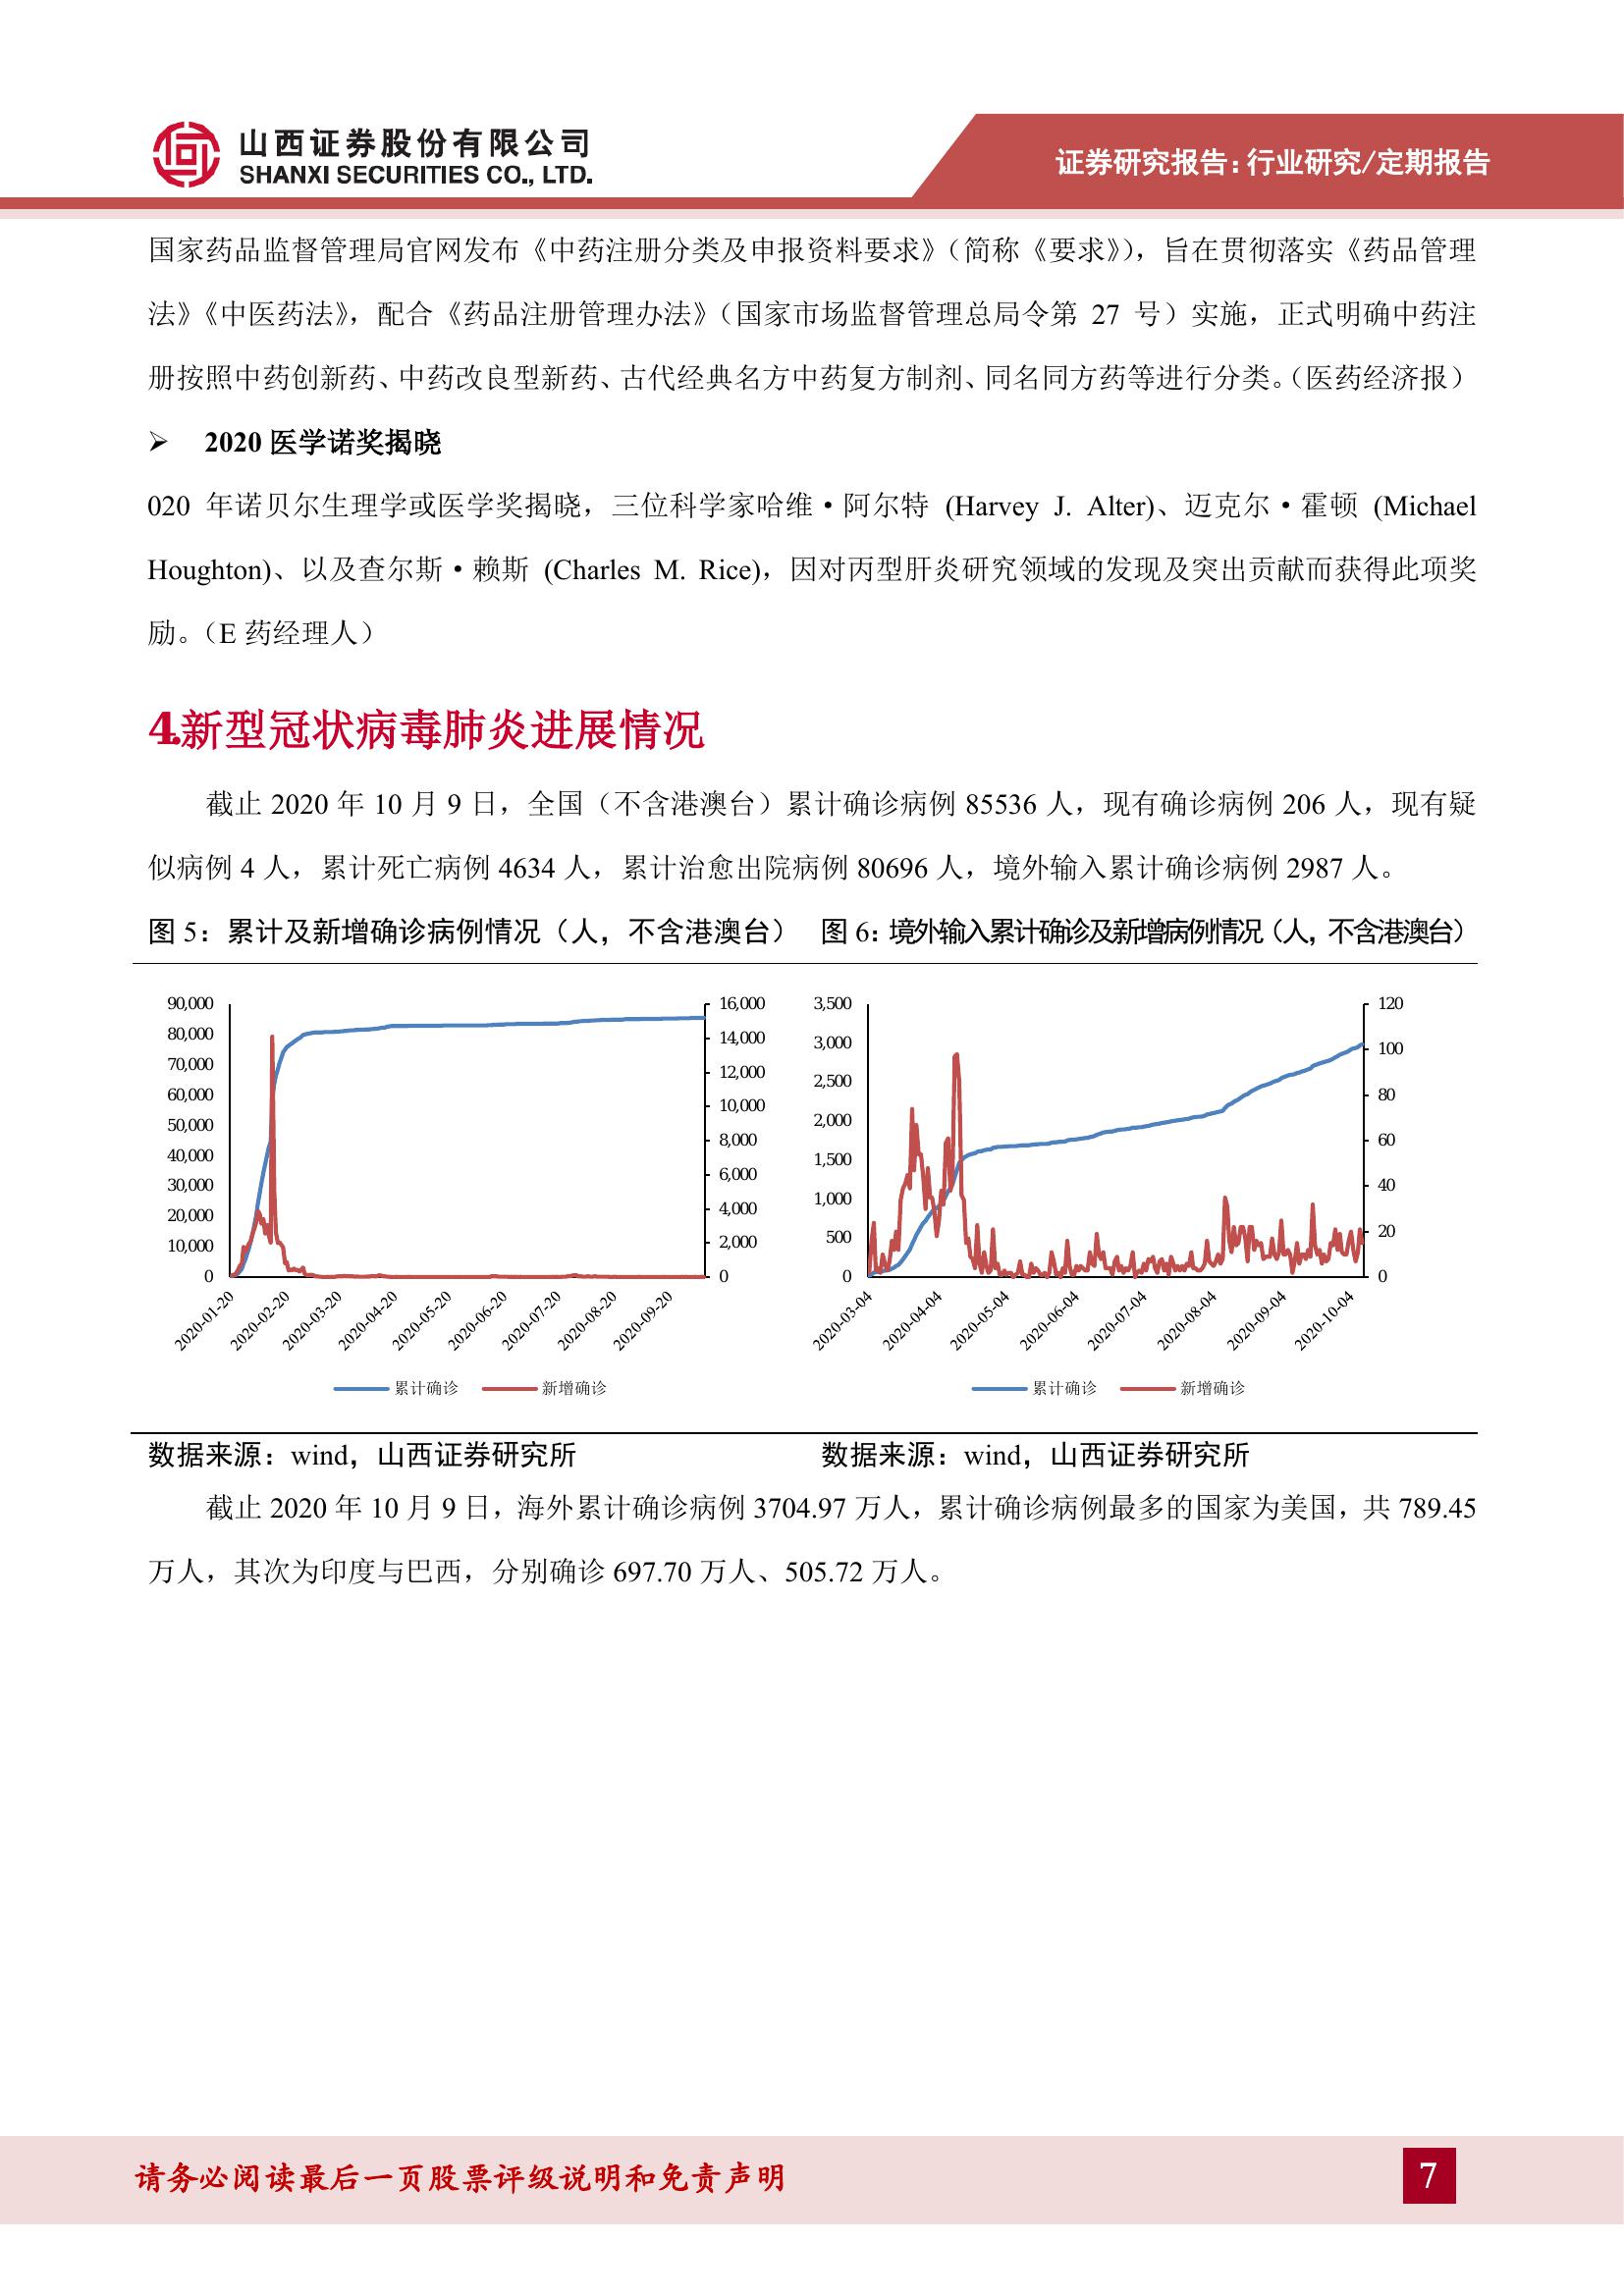 山西证券股份有限公司
SHANXI SECURITIES CO., LTD.
证券研究报告：行业研究/定期报告
国家药品监督管理局官网发布《中药注册分类及申报资料要求》（简称《要求》），旨在贯彻落实《药品管理
法》《中医药法》，配合《药品注册管理办法》（国家市场监督管理总局令第 27 号）实施，正式明确中药注
册按照中药创新药、中药改良型新药、古代经典名方中药复方制剂、同名同方药等进行分类。（医药经济报）
➢ 2020 医学诺奖揭晓
020 年诺贝尔生理学或医学奖揭晓，三位科学家哈维·阿尔特 (Harvey J. Alter)、迈克尔·霍顿 (Michael
Houghton)、以及查尔斯·赖斯 (Charles M. Rice)，因对丙型肝炎研究领域的发现及突出贡献而获得此项奖
励。（E 药经理人）
4.新型冠状病毒肺炎进展情况
截止 2020 年 10 月 9 日，全国（不含港澳台）累计确诊病例 85536 人，现有确诊病例 206 人，现有疑
似病例 4 人，累计死亡病例 4634 人，累计治愈出院病例 80696 人，境外输入累计确诊病例 2987 人。
图 5：累计及新增确诊病例情况（人，不含港澳台）
90,000
80,000
70,000
60,000
50,000
40,000
30,000
20,000
10,000
0
16,000
14,000
12,000
10,000
8,000
6,000
4,000
2,000
0
2020-01-20
2020-02-20
2020-03-20
2020-04-20
2020-05-20
2020-06-20
2020-07-20
2020-08-20
2020-09-20
累计确诊
新增确诊
数据来源：wind，山西证券研究所
图 6：境外输入累计确诊及新增病例情况（人，不含港澳台）
3,500
3,000
2,500
2,000
1,500
1,000
500
0
120
100
80
60
40
20
0
2020-03-04
2020-04-04
2020-05-04
2020-06-04
2020-07-04
2020-08-04
2020-09-04
2020-10-04
累计确诊
新增确诊
数据来源：wind，山西证券研究所
截止 2020 年 10 月 9 日，海外累计确诊病例 3704.97 万人，累计确诊病例最多的国家为美国，共 789.45
万人，其次为印度与巴西，分别确诊 697.70 万人、505.72 万人。
请务必阅读最后一页股票评级说明和免责声明
7